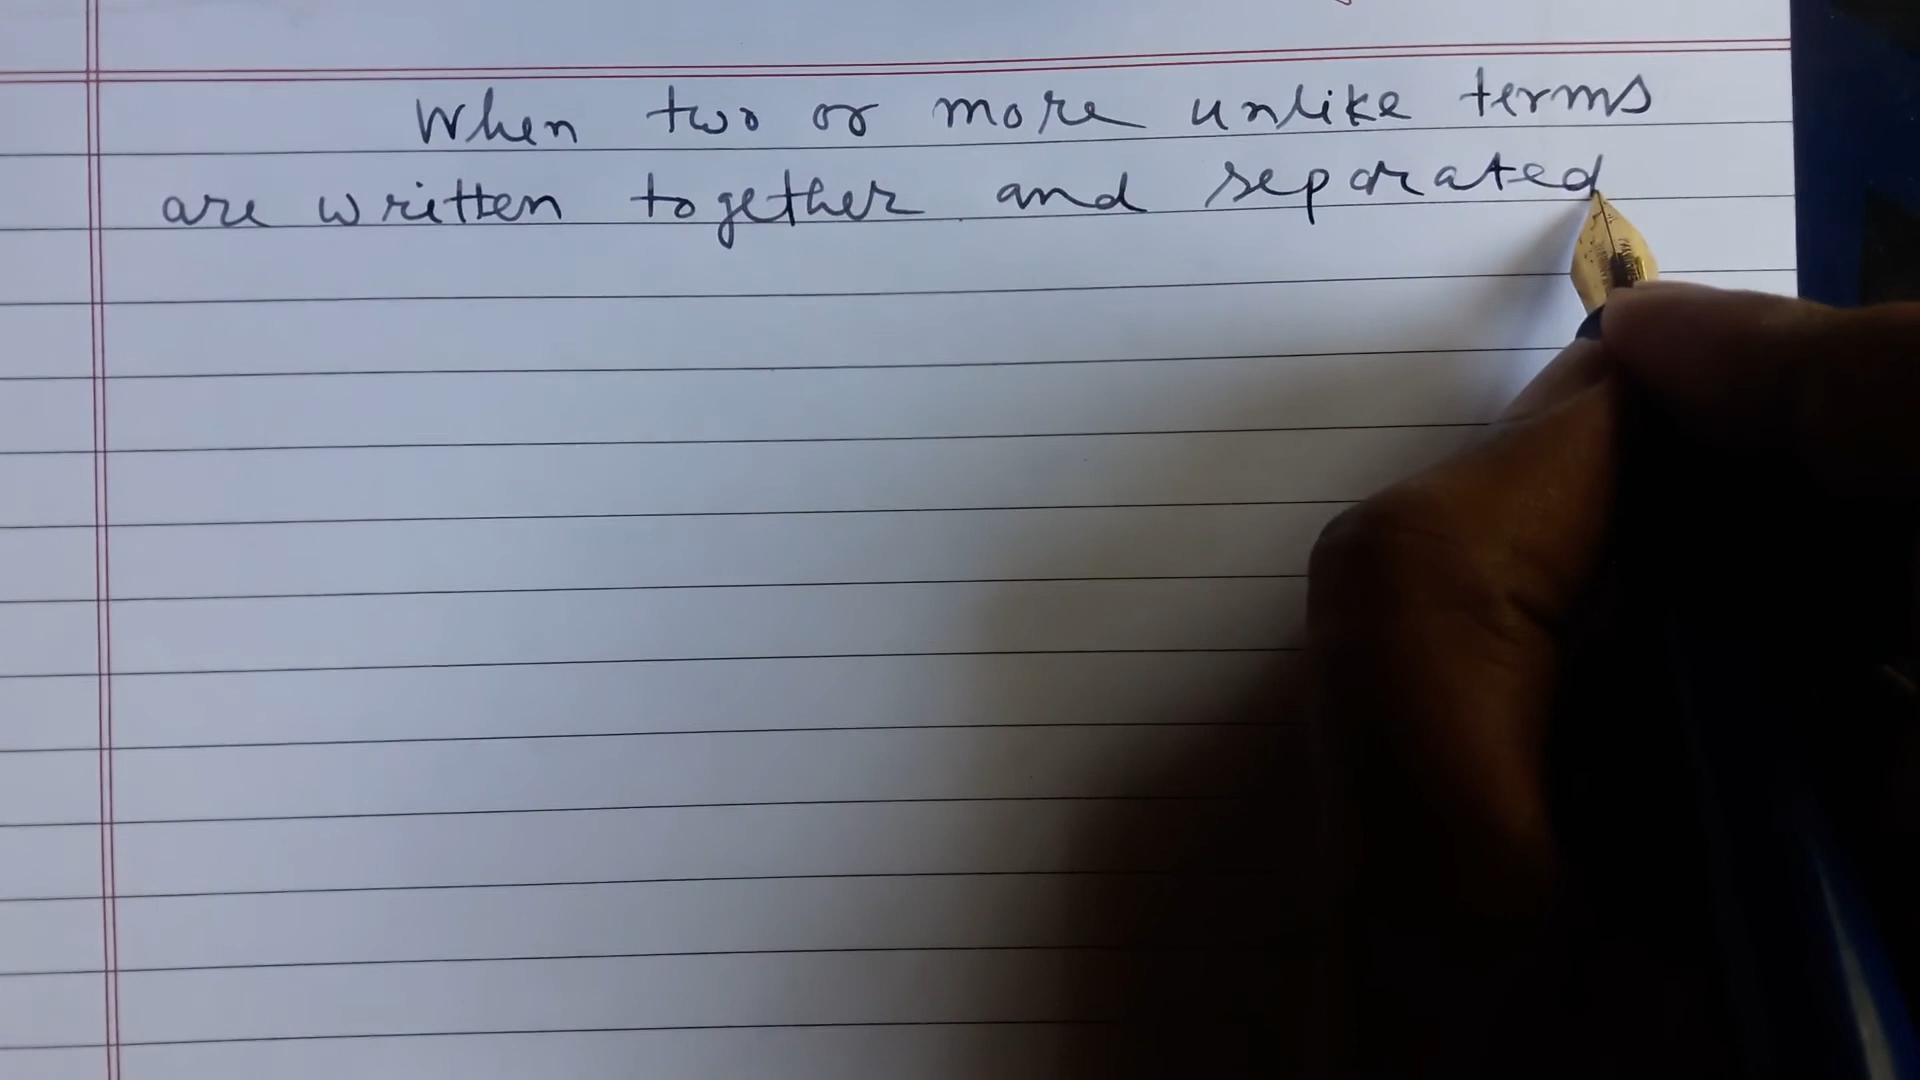 When two or more unlike terms
are written together and separated